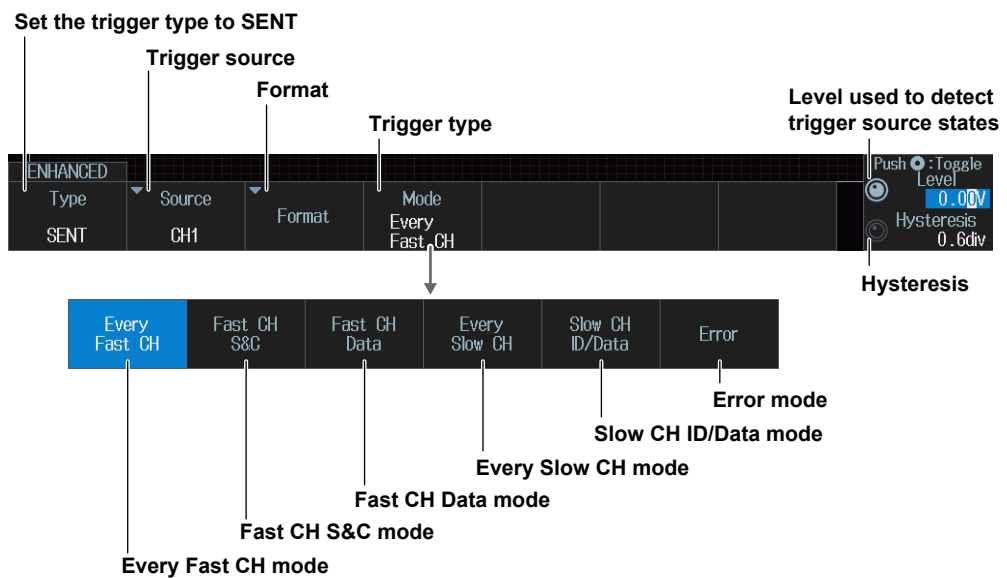 Set the trigger type to SENT
Trigger source
Format
Trigger type
Level used to detect
trigger source states
ENHANCED
Type
SENT
Source
CH1
Format
Mode
Every
Fast CH
Push :Toggle
Level
0.00V
Hysteresis
0.6div
Hysteresis
Every
Fast CH
Fast CH
S&C
Fast CH
Data
Every
Slow CH
Slow CH
ID/Data
Error
Error mode
Slow CH ID/Data mode
Every Slow CH mode
Fast CH Data mode
Fast CH S&C mode
Every Fast CH mode